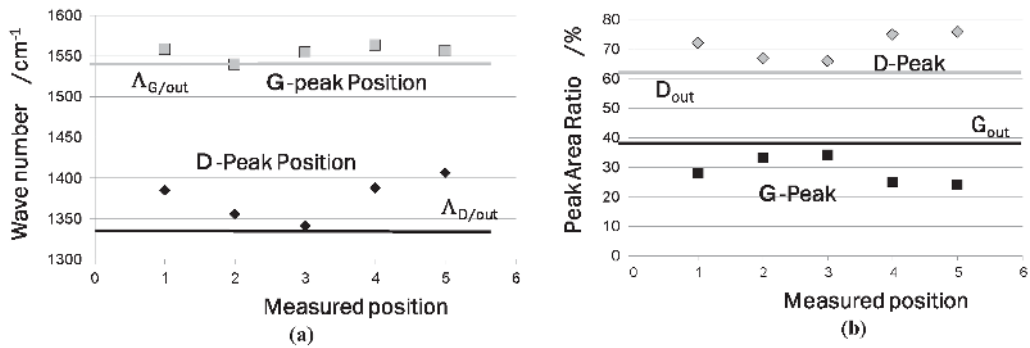 1600
1550
1500
1450
1400
1350
1300
Wave number /cm-1
ΛG/out
G-peak Position
D-Peak Position
ΛD/out
0 1 2 3 4 5 6
Measured position
(a)
80
70
60
50
40
30
20
10
0
Peak Area Ratio /%
D-Peak
Dout
Gout
G-Peak
0 1 2 3 4 5 6
Measured position
(b)